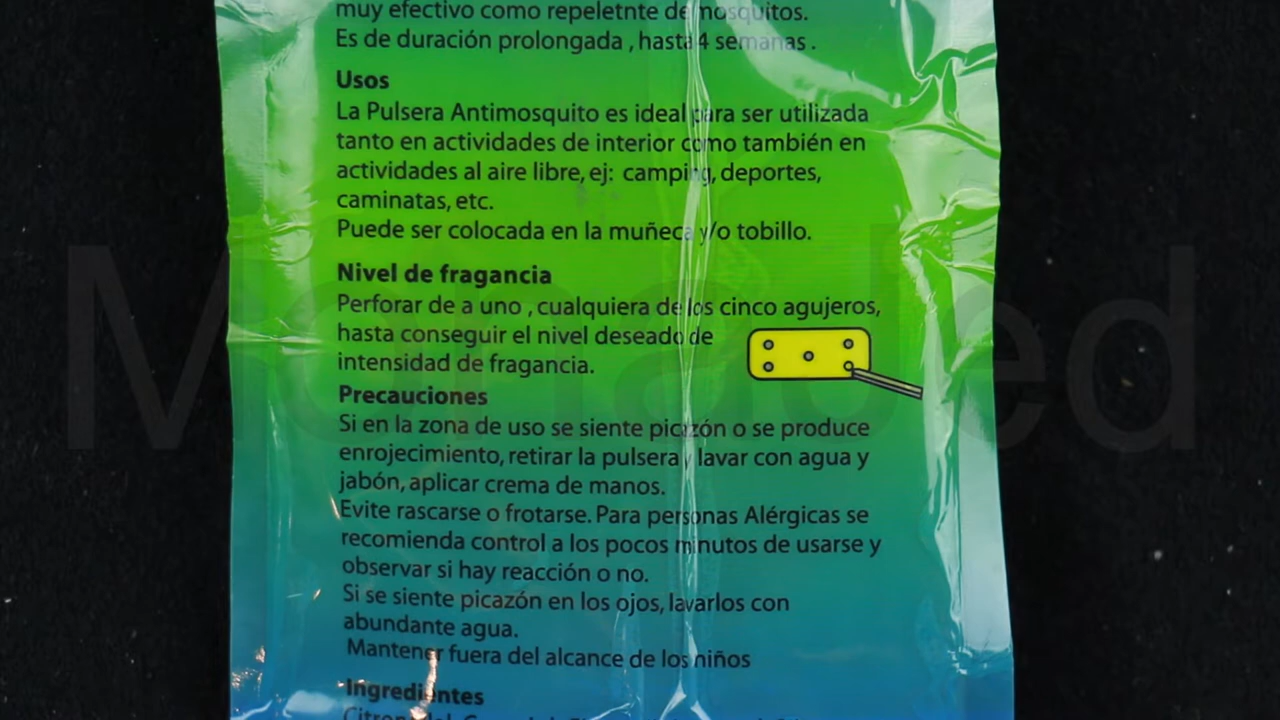 muy efectivo como repeletnte de mosquitos.
Es de duración prolongada , hasta 4 semanas .
Usos
La Pulsera Antimosquito es ideal para ser utilizada
tanto en actividades de interior como también en
actividades al aire libre, ej: camping, deportes,
caminatas, etc.
Puede ser colocada en la muñeca y/o tobillo.
Nivel de fragancia
Perforar de a uno , cualquiera de los cinco agujeros,
hasta conseguir el nivel deseado de
intensidad de fragancia.
Precauciones
Si en la zona de uso se siente picazón o se produce
enrojecimiento, retirar la pulsera y lavar con agua y
jabón, aplicar crema de manos.
Evite rascarse o frotarse. Para personas Alérgicas se
recomienda control a los pocos minutos de usarse y
observar si hay reacción o no.
Si se siente picazón en los ojos, lavarlos con
abundante agua.
Mantener fuera del alcance de los niños
Ingredientes